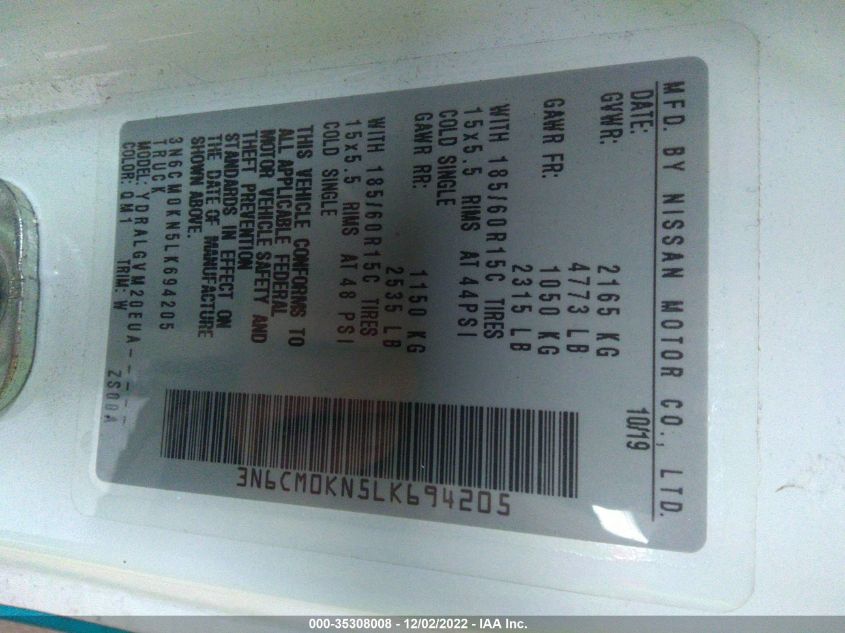 MFD. BY NISSAN MOTOR CO., LTD.
DATE: 10/19
GVWR: 2165 KG
4773 LB
GAWR FR: 1050 KG
2315 LB
WITH 185/60R15C TIRES
15x5.5 RIMS AT 44PSI
COLD SINGLE
GAWR RR: 1150 KG
2535 LB
WITH 185/60R15C TIRES
15x5.5 RIMS AT 48 PSI
COLD SINGLE
THIS VEHICLE CONFORMS TO
ALL APPLICABLE FEDERAL
MOTOR VEHICLE SAFETY AND
THEFT PREVENTION
STANDARDS IN EFFECT ON
THE DATE OF MANUFACTURE
SHOWN ABOVE.
3N6CM0KN5LK694205
TRUCK
MODEL: YDRALGVM20EUA-----
COLOR: QM1 TRIM: W ZS00A
3N6CM0KN5LK694205
000-35308008 - 12/02/2022 - IAA Inc.